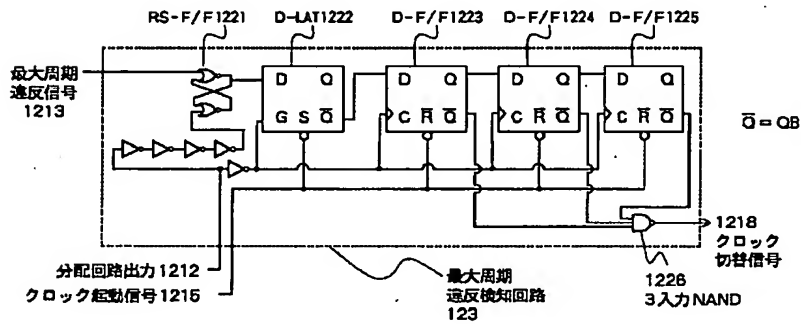 RS-F/F1221
D-LAT1222
D-F/F1223
D-F/F1224
D-F/F1225
最大周期
違反信号
1213
D Q
G S Q̅
D Q
C R̅ Q̅
D Q
C R̅ Q̅
D Q
C R̅ Q̅
Q̅ = QB
1218
クロック
切替信号
分配回路出力1212
クロック起動信号1215
最大周期
違反検知回路
123
1226
3入力NAND